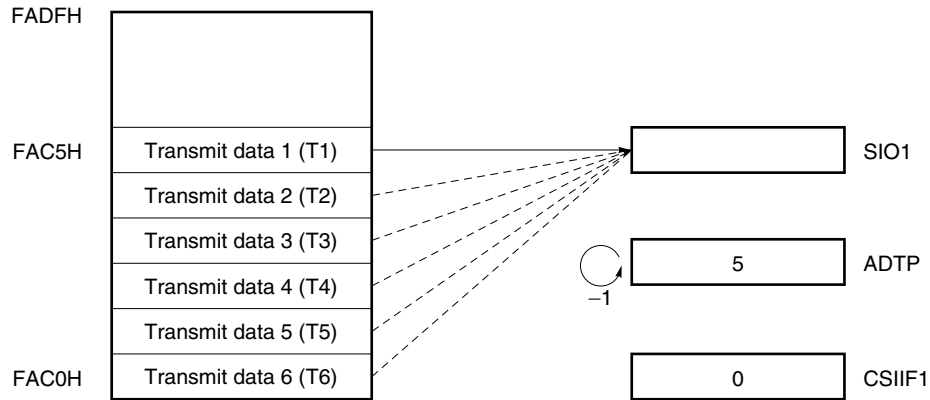 FADFH
FAC5H Transmit data 1 (T1) SIO1
Transmit data 2 (T2)
Transmit data 3 (T3)
5 ADTP
Transmit data 4 (T4)
−1
Transmit data 5 (T5)
FAC0H Transmit data 6 (T6) 0 CSIIF1